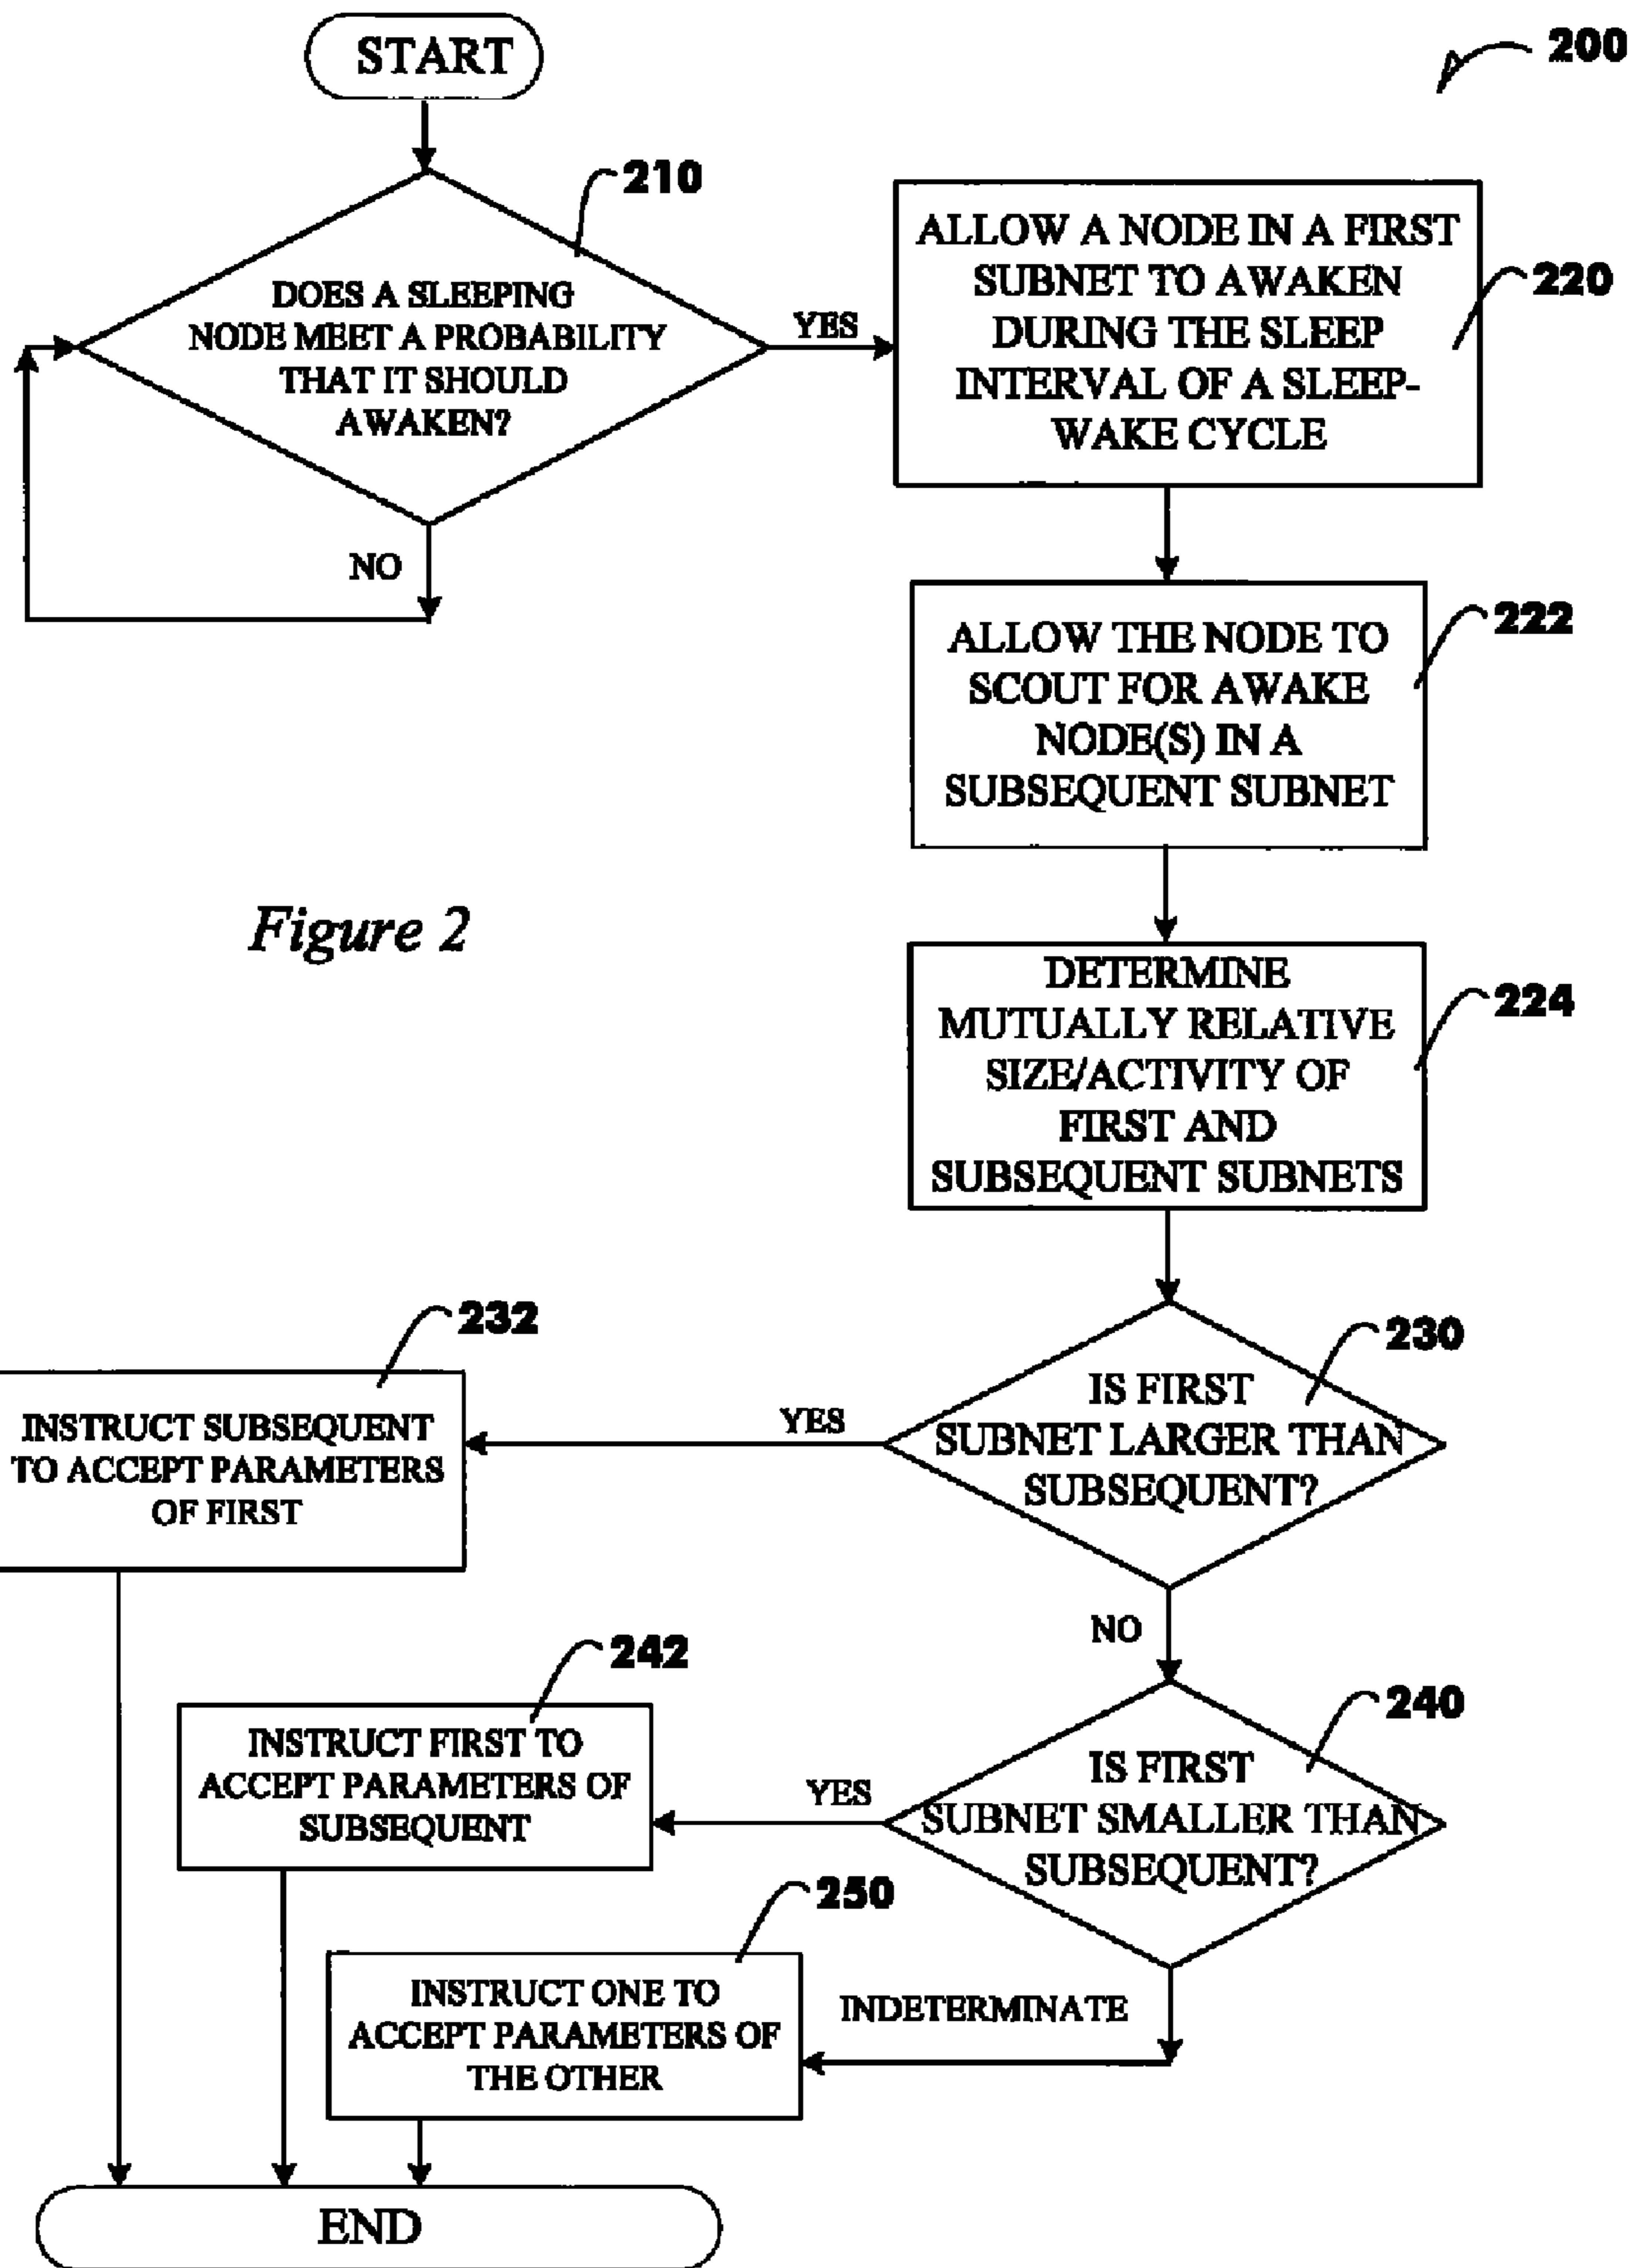 START
200
210
DOES A SLEEPING
NODE MEET A PROBABILITY
THAT IT SHOULD
AWAKEN?
YES
NO
ALLOW A NODE IN A FIRST
SUBNET TO AWAKEN
DURING THE SLEEP
INTERVAL OF A SLEEP-
WAKE CYCLE
220
ALLOW THE NODE TO
SCOUT FOR AWAKE
NODE(S) IN A
SUBSEQUENT SUBNET
222
Figure 2
DETERMINE
MUTUALLY RELATIVE
SIZE/ACTIVITY OF
FIRST AND
SUBSEQUENT SUBNETS
224
IS FIRST
SUBNET LARGER THAN
SUBSEQUENT?
230
YES
232
INSTRUCT SUBSEQUENT
TO ACCEPT PARAMETERS
OF FIRST
NO
IS FIRST
SUBNET SMALLER THAN
SUBSEQUENT?
240
YES
242
INSTRUCT FIRST TO
ACCEPT PARAMETERS OF
SUBSEQUENT
INDETERMINATE
250
INSTRUCT ONE TO
ACCEPT PARAMETERS OF
THE OTHER
END